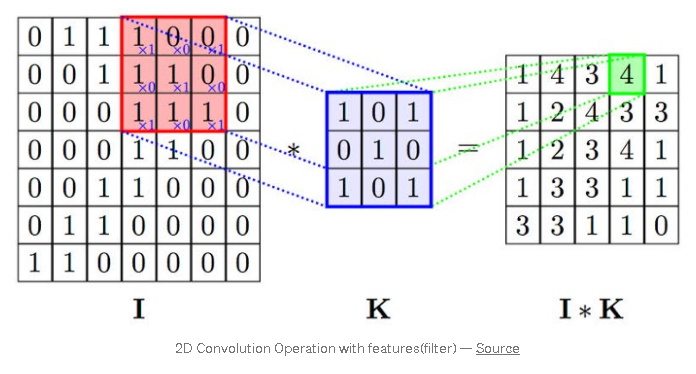 0 1 1 1×1 0×0 0×1 0
0 0 1 1×0 1×1 0×0 0
0 0 0 1×1 1×0 1×1 0
0 0 0 1 1 0 0
0 0 1 1 0 0 0
0 1 1 0 0 0 0
1 1 0 0 0 0 0
I
*
1 0 1
0 1 0
1 0 1
K
=
1 4 3 4 1
1 2 4 3 3
1 2 3 4 1
1 3 3 1 1
3 3 1 1 0
I * K
2D Convolution Operation with features(filter) — Source